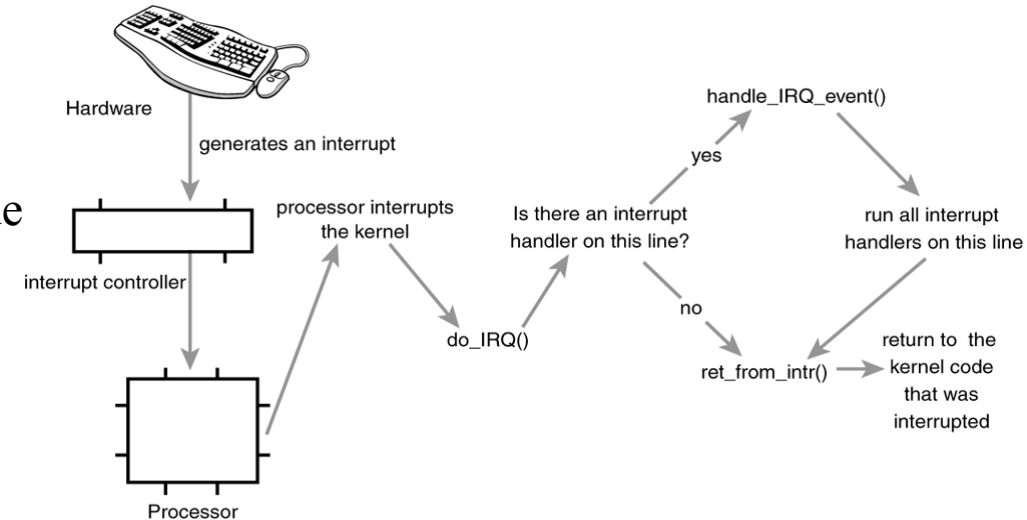 Hardware
generates an interrupt
interrupt controller
Processor
processor interrupts
the kernel
do_IRQ()
Is there an interrupt
handler on this line?
yes
no
handle_IRQ_event()
run all interrupt
handlers on this line
ret_from_intr()
return to the
kernel code
that was
interrupted